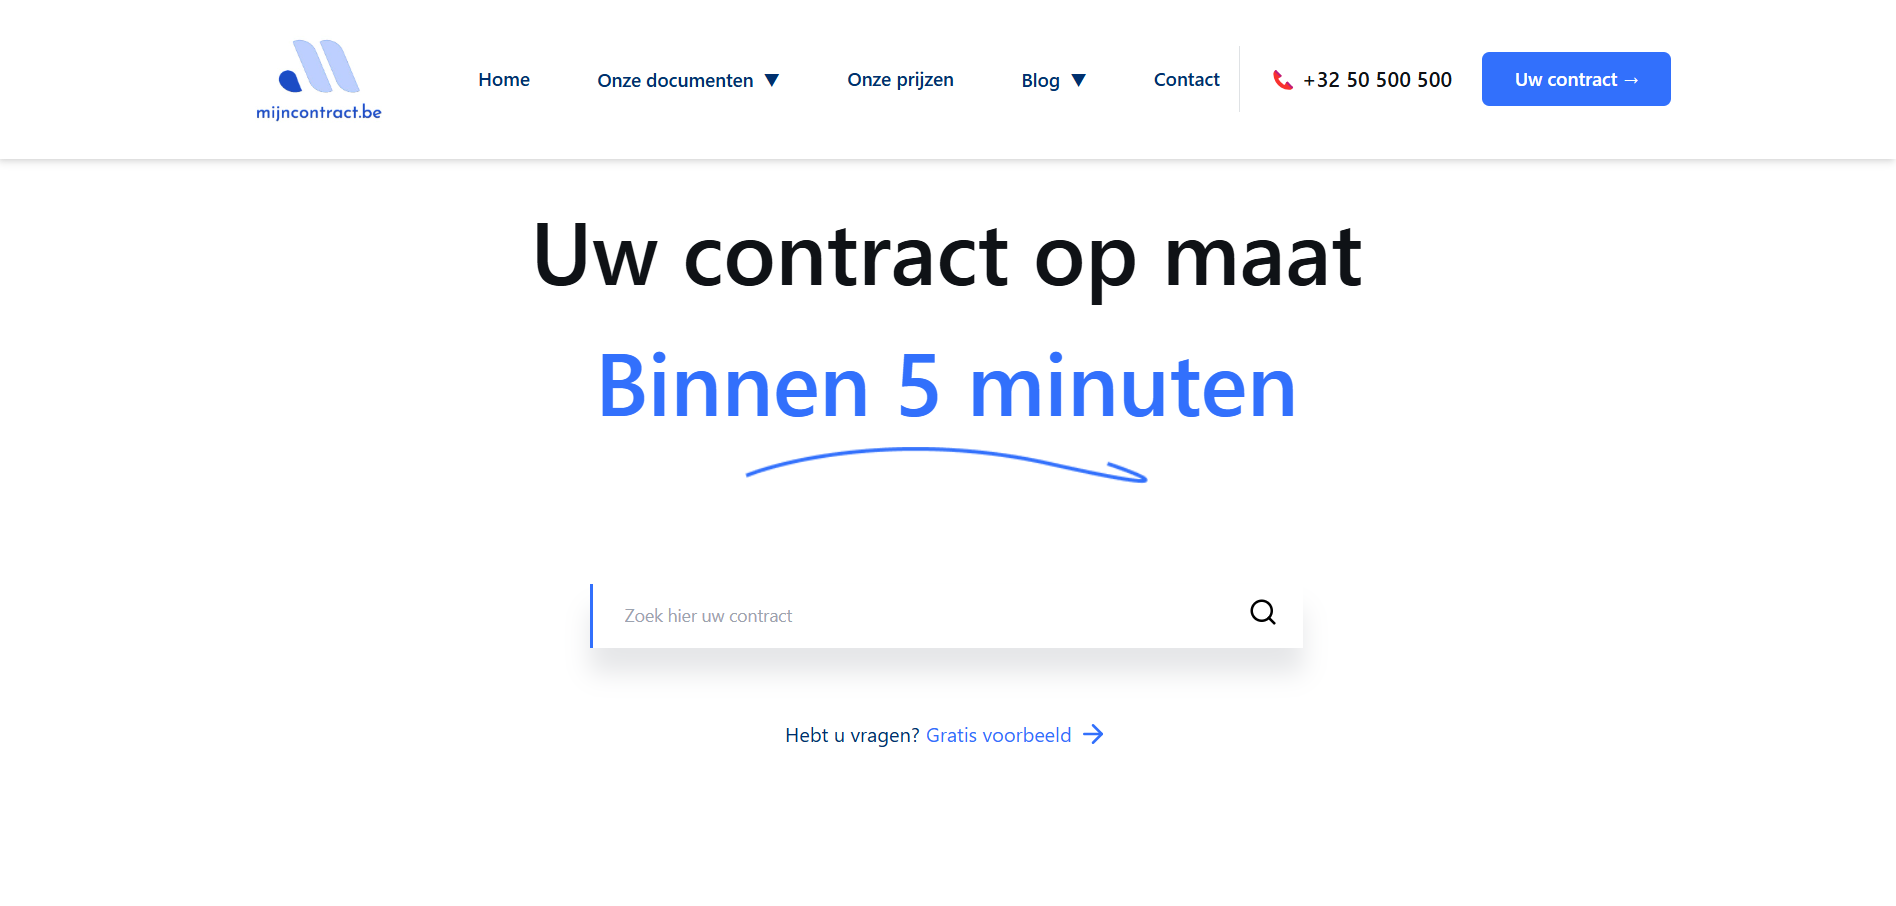 mijncontract.be
Home
Onze documenten ▼
Onze prijzen
Blog ▼
Contact
+32 50 500 500
Uw contract →
Uw contract op maat
Binnen 5 minuten
Zoek hier uw contract
Hebt u vragen? Gratis voorbeeld →